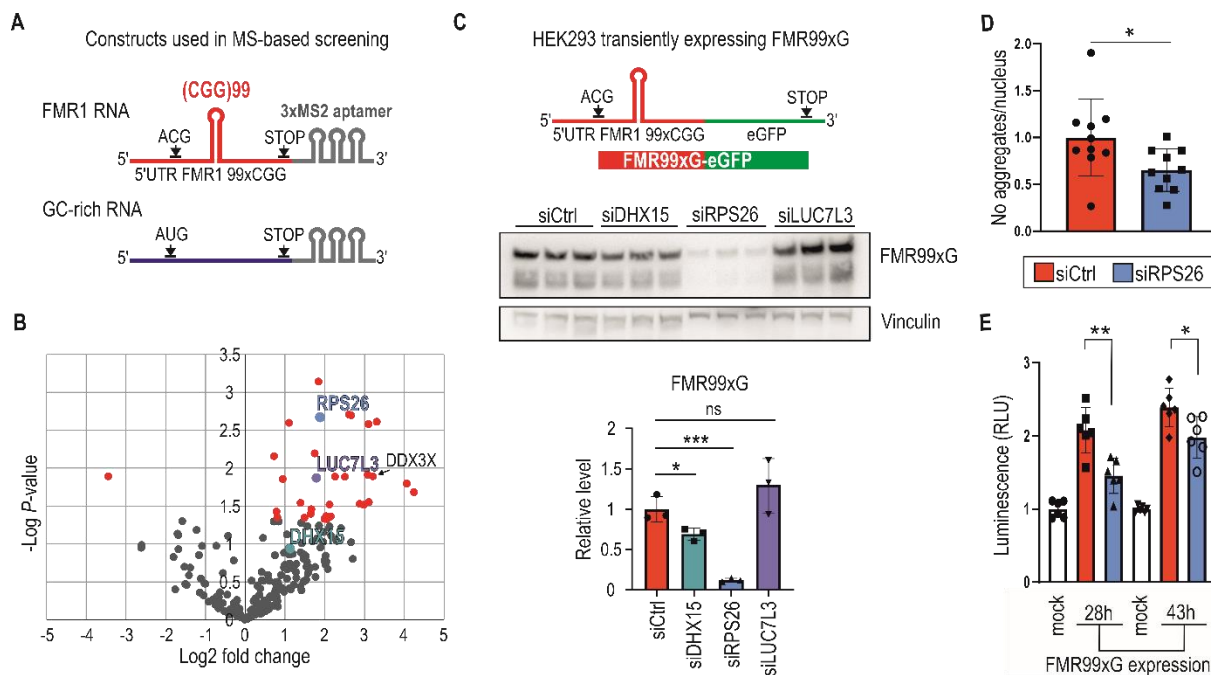 A
Constructs used in MS-based screening
(CGG)99
FMR1 RNA
3xMS2 aptamer
ACG
STOP
5'
3'
5'UTR FMR1 99xCGG
GC-rich RNA
AUG
STOP
5'
3'
B
3.5
3
2.5
2
1.5
1
0.5
0
-Log P-value
RPS26
LUC7L3
DDX3X
DHX15
-5
-4
-3
-2
-1
0
1
2
3
4
5
Log2 fold change
C
HEK293 transiently expressing FMR99xG
ACG
STOP
5'
3'
5'UTR FMR1 99xCGG
eGFP
FMR99xG-eGFP
siCtrl
siDHX15
siRPS26
siLUC7L3
FMR99xG
Vinculin
FMR99xG
ns
***
*
Relative level
2
1.5
1
0.5
0
siCtrl
siDHX15
siRPS26
siLUC7L3
D
*
No aggregates/nucleus
2.0
1.5
1.0
0.5
0
siCtrl
siRPS26
E
**
*
Luminescence (RLU)
3
2
1
0
mock
28h
mock
43h
FMR99xG expression